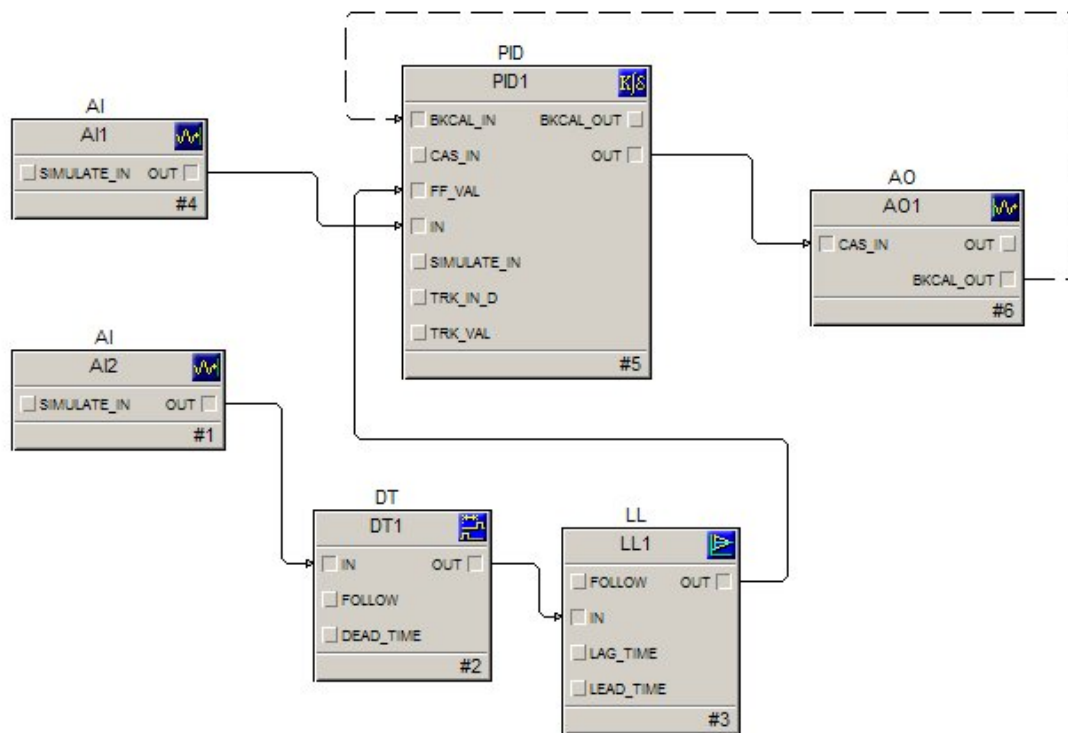 PID
PID1
BKCAL_IN BKCAL_OUT
CAS_IN OUT
FF_VAL
IN
SIMULATE_IN
TRK_IN_D
TRK_VAL
#5
AI
AI1
SIMULATE_IN OUT
#4
AO
AO1
CAS_IN OUT
BKCAL_OUT
#6
AI
AI2
SIMULATE_IN OUT
#1
DT
DT1
IN OUT
FOLLOW
DEAD_TIME
#2
LL
LL1
FOLLOW OUT
IN
LAG_TIME
LEAD_TIME
#3